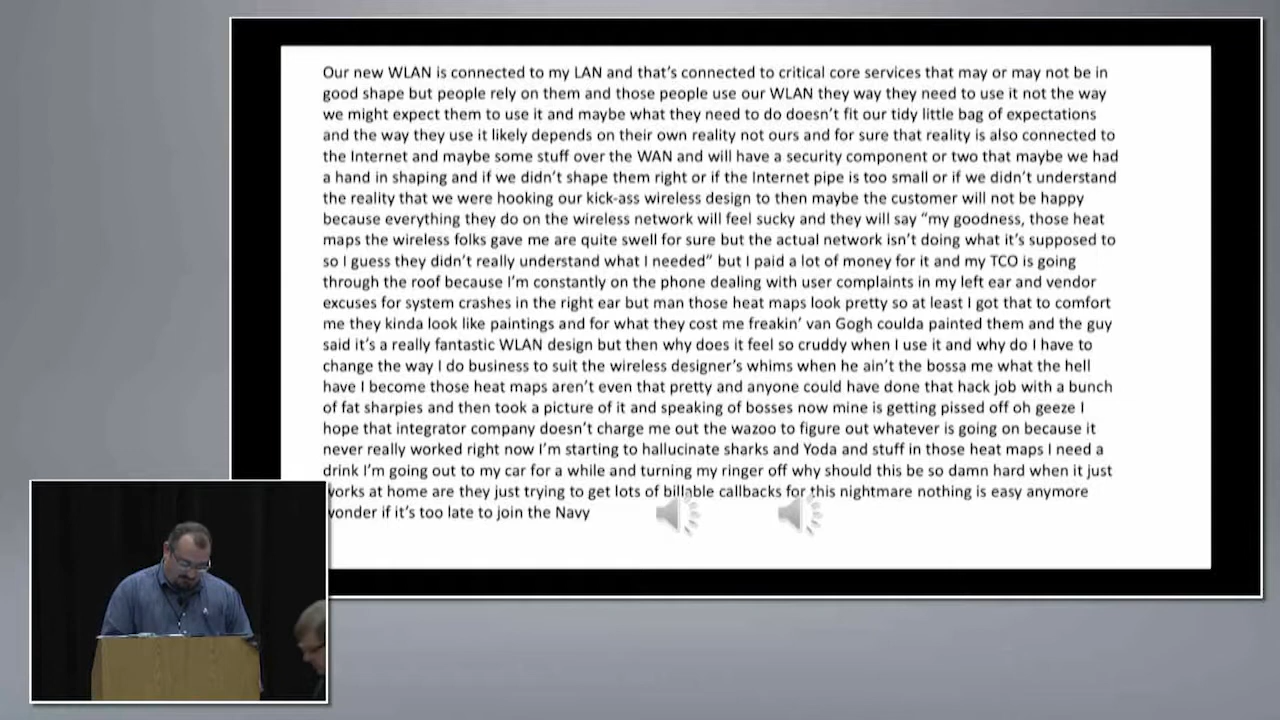 Our new WLAN is connected to my LAN and that's connected to critical core services that may or may not be in
good shape but people rely on them and those people use our WLAN they way they need to use it not the way
we might expect them to use it and maybe what they need to do doesn't fit our tidy little bag of expectations
and the way they use it likely depends on their own reality not ours and for sure that reality is also connected to
the Internet and maybe some stuff over the WAN and will have a security component or two that maybe we had
a hand in shaping and if we didn't shape them right or if the Internet pipe is too small or if we didn't understand
the reality that we were hooking our kick-ass wireless design to then maybe the customer will not be happy
because everything they do on the wireless network will feel sucky and they will say “my goodness, those heat
maps the wireless folks gave me are quite swell for sure but the actual network isn't doing what it's supposed to
so I guess they didn't really understand what I needed” but I paid a lot of money for it and my TCO is going
through the roof because I'm constantly on the phone dealing with user complaints in my left ear and vendor
excuses for system crashes in the right ear but man those heat maps look pretty so at least I got that to comfort
me they kinda look like paintings and for what they cost me freakin' van Gogh coulda painted them and the guy
said it's a really fantastic WLAN design but then why does it feel so cruddy when I use it and why do I have to
change the way I do business to suit the wireless designer's whims when he ain't the bossa me what the hell
have I become those heat maps aren't even that pretty and anyone could have done that hack job with a bunch
of fat sharpies and then took a picture of it and speaking of bosses now mine is getting pissed off oh geeze I
hope that integrator company doesn't charge me out the wazoo to figure out whatever is going on because it
never really worked right now I'm starting to hallucinate sharks and Yoda and stuff in those heat maps I need a
drink I'm going out to my car for a while and turning my ringer off why should this be so damn hard when it just
works at home are they just trying to get lots of billable callbacks for this nightmare nothing is easy anymore
wonder if it's too late to join the Navy